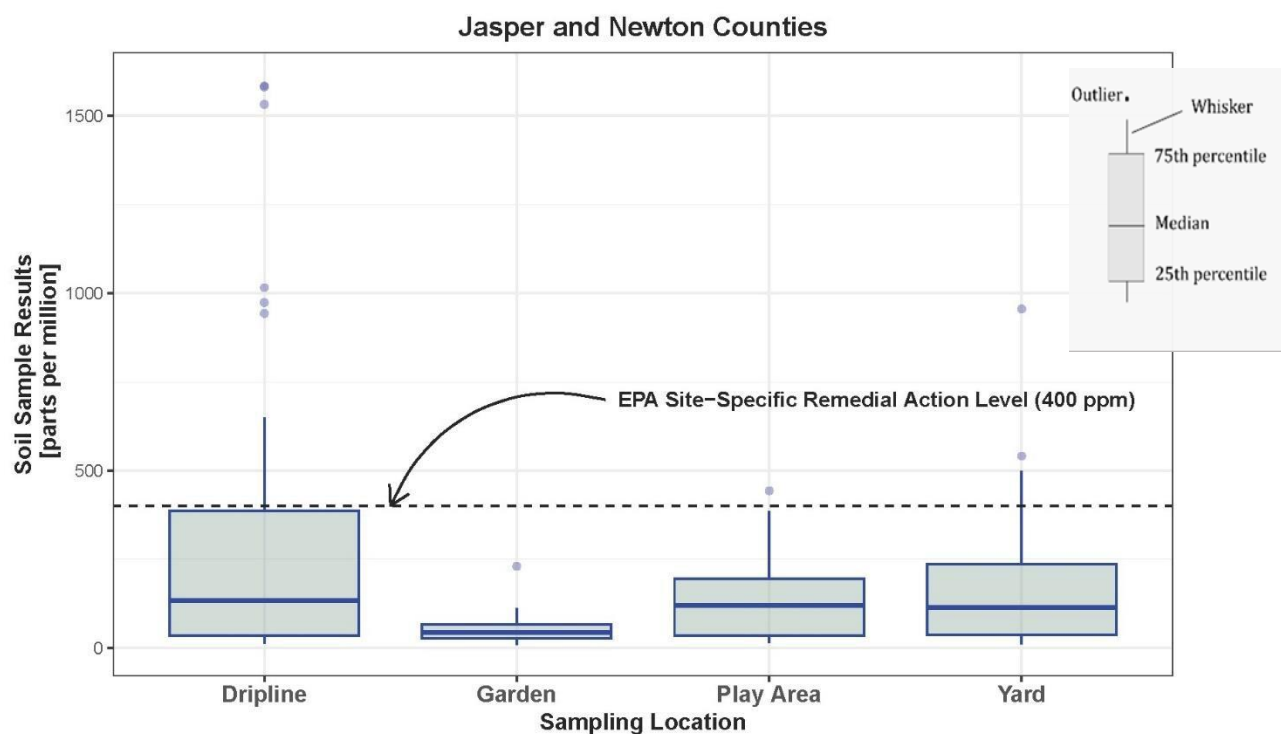 Jasper and Newton Counties
Outlier.
Whisker
75th percentile
Median
25th percentile
1500
1000
500
0
Soil Sample Results
[parts per million]
EPA Site−Specific Remedial Action Level (400 ppm)
Dripline
Garden
Play Area
Yard
Sampling Location